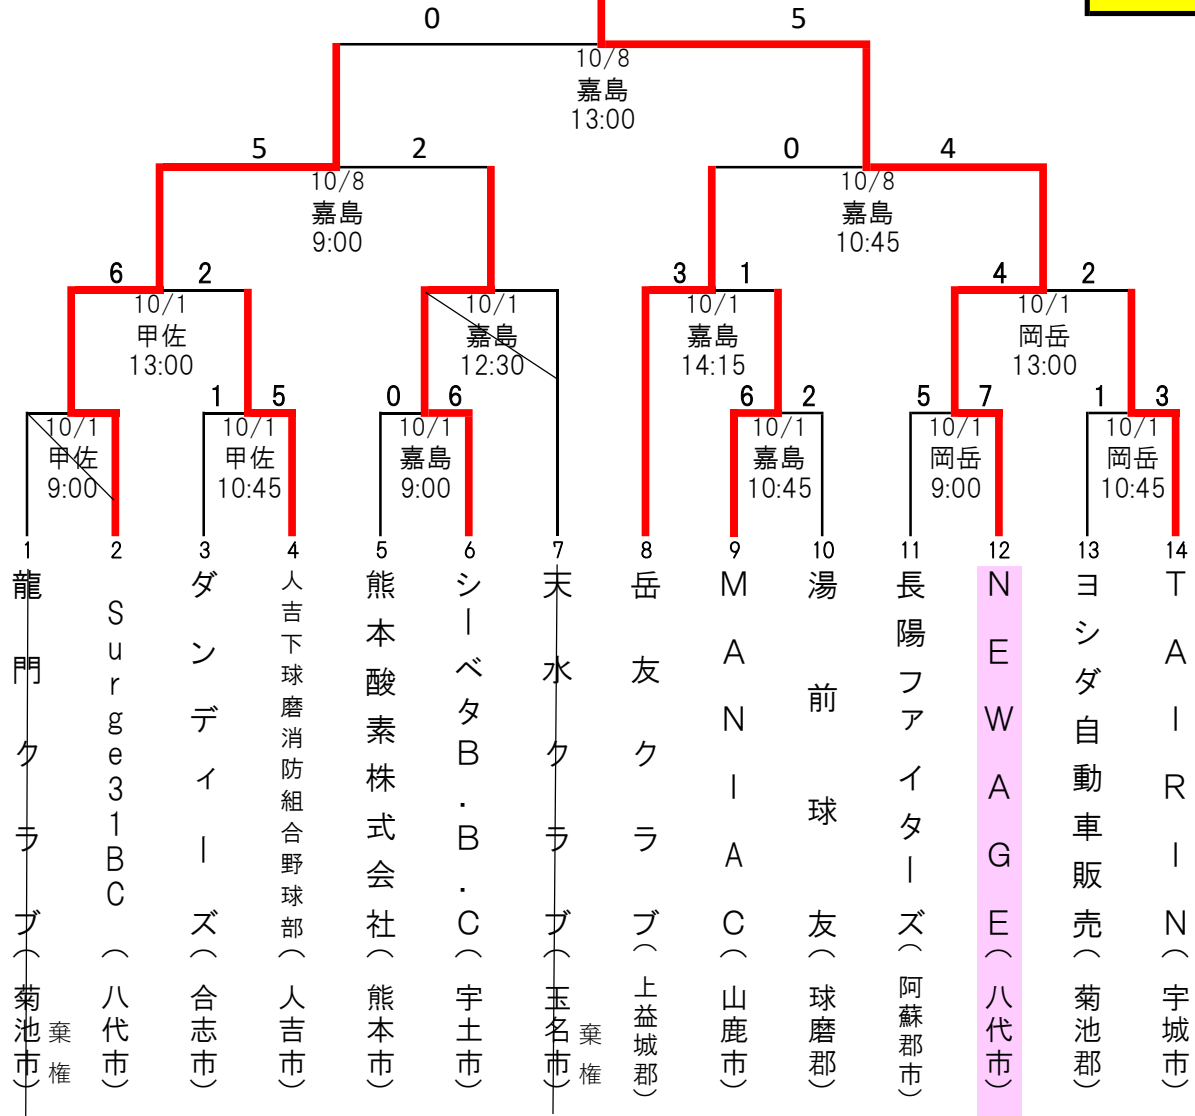 0 5
10/8
嘉島
13:00
5 2 0 4
10/8 10/8
嘉島 嘉島
9:00 10:45
6 2 3 1 4 2
10/1 10/1 10/1 10/1
甲佐 嘉島 嘉島 岡岳
13:00 12:30 14:15 13:00
1 5 0 6 6 2 5 7 1 3
10/1 10/1 10/1 10/1 10/1 10/1
甲佐 甲佐 嘉島 嘉島 岡岳 岡岳
9:00 10:45 9:00 10:45 9:00 10:45
1 2 3 4 5 6 7 8 9 10 11 12 13 14
龍門クラブ(菊池市)
棄権
Surge31BC(八代市)
ダンディーズ(合志市)
人吉下球磨消防組合野球部(人吉市)
熊本酸素株式会社(熊本市)
シーベタB.B.C(宇土市)
天水クラブ(玉名市)
棄権
岳友クラブ(上益城郡)
MANIAC(山鹿市)
湯前球友(球磨郡)
長陽ファイターズ(阿蘇郡市)
NEWAGE(八代市)
ヨシダ自動車販売(菊池郡)
TAIRIN(宇城市)